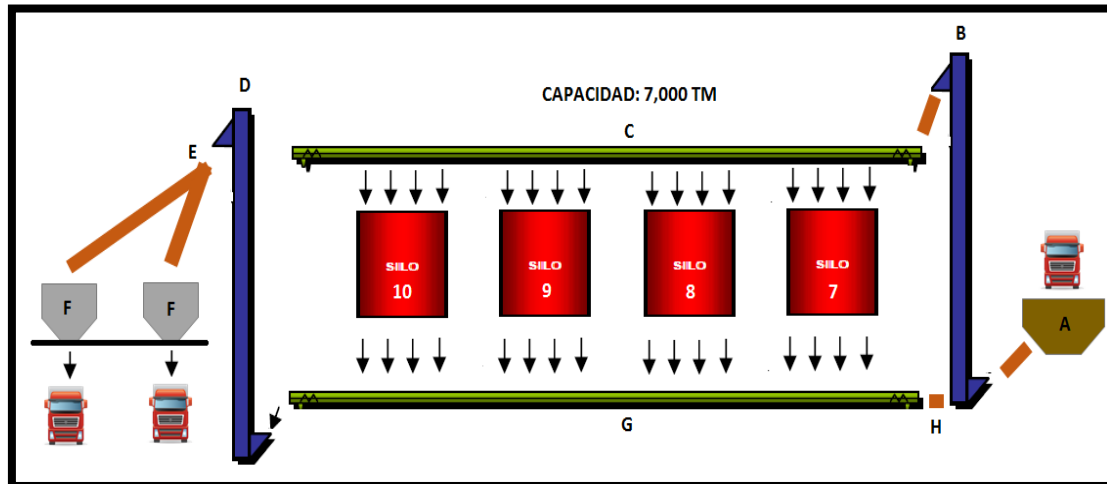 B
D
CAPACIDAD: 7,000 TM
C
E
SILO
10
SILO
9
SILO
8
SILO
7
F
F
A
G
H